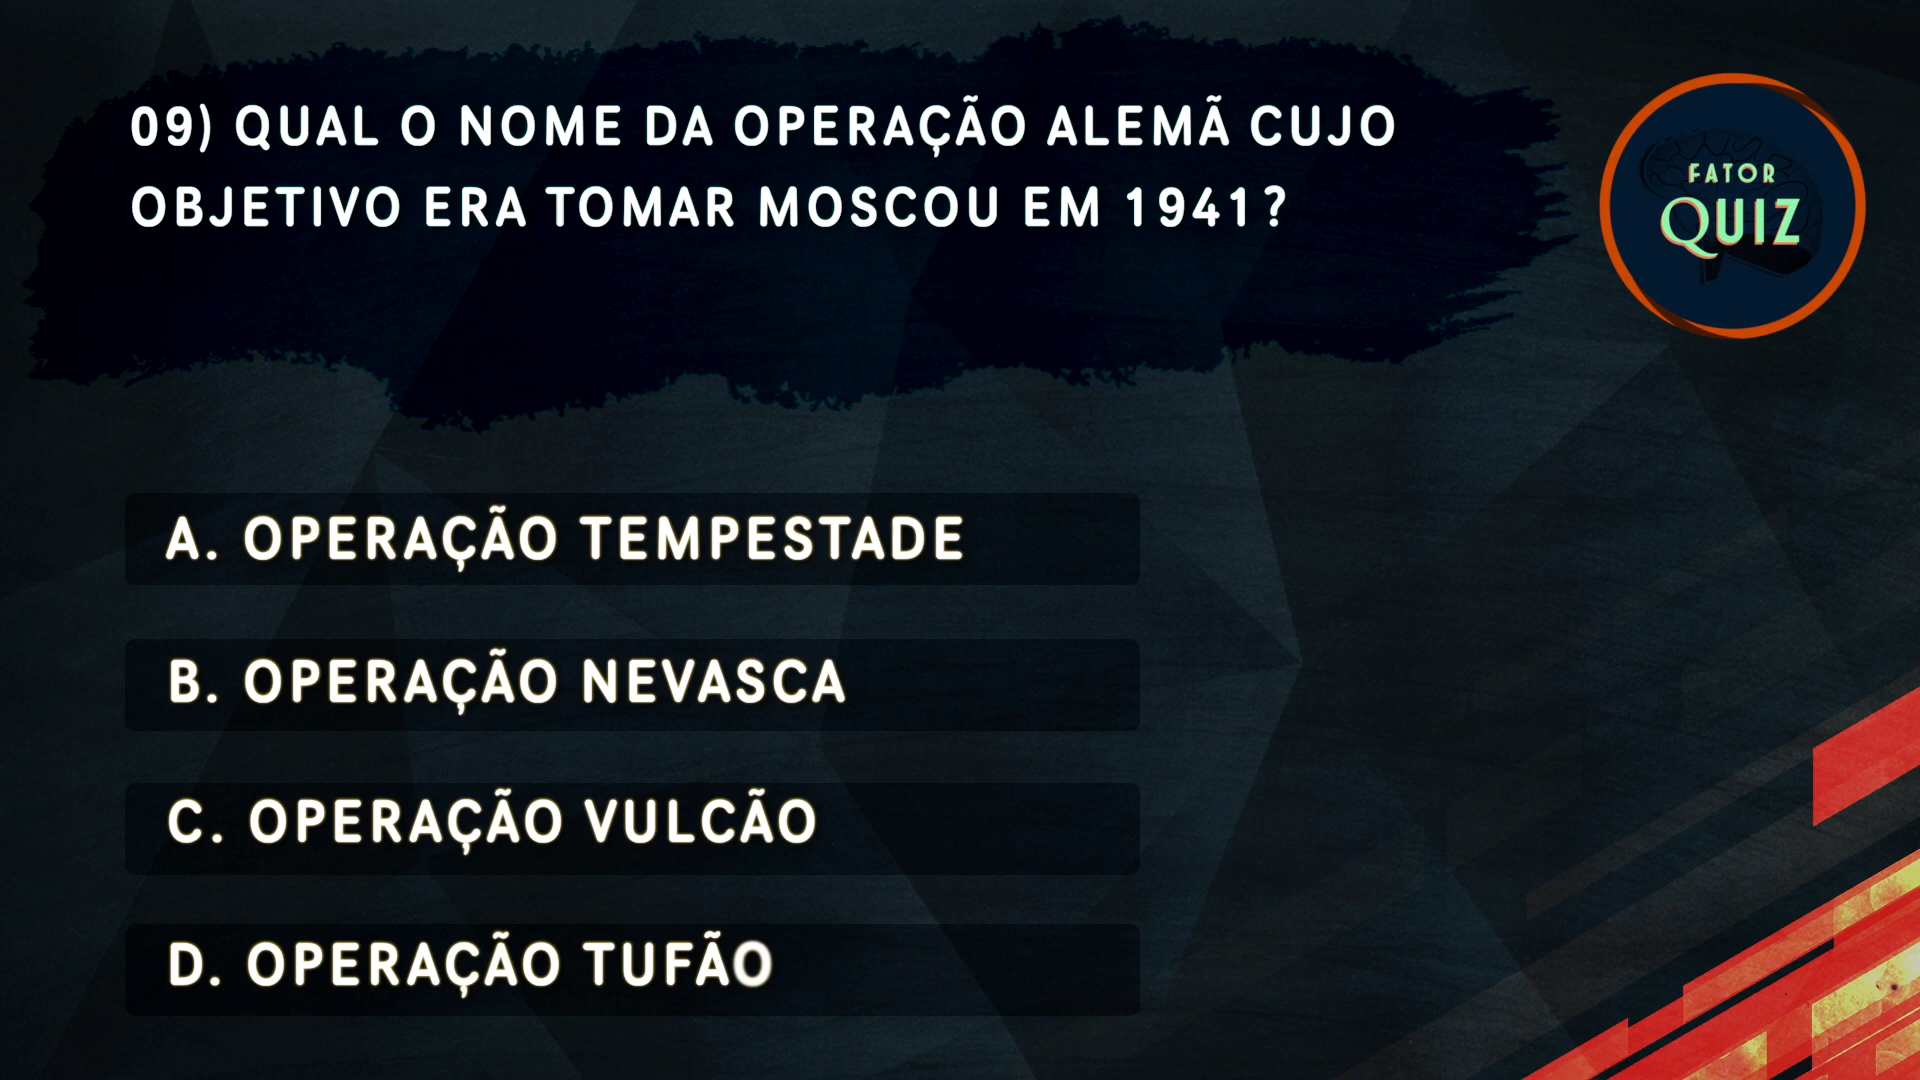 09) QUAL O NOME DA OPERAÇÃO ALEMÃ CUJO
OBJETIVO ERA TOMAR MOSCOU EM 1941?
FATOR
QUIZ
A. OPERAÇÃO TEMPESTADE
B. OPERAÇÃO NEVASCA
C. OPERAÇÃO VULCÃO
D. OPERAÇÃO TUFÃO